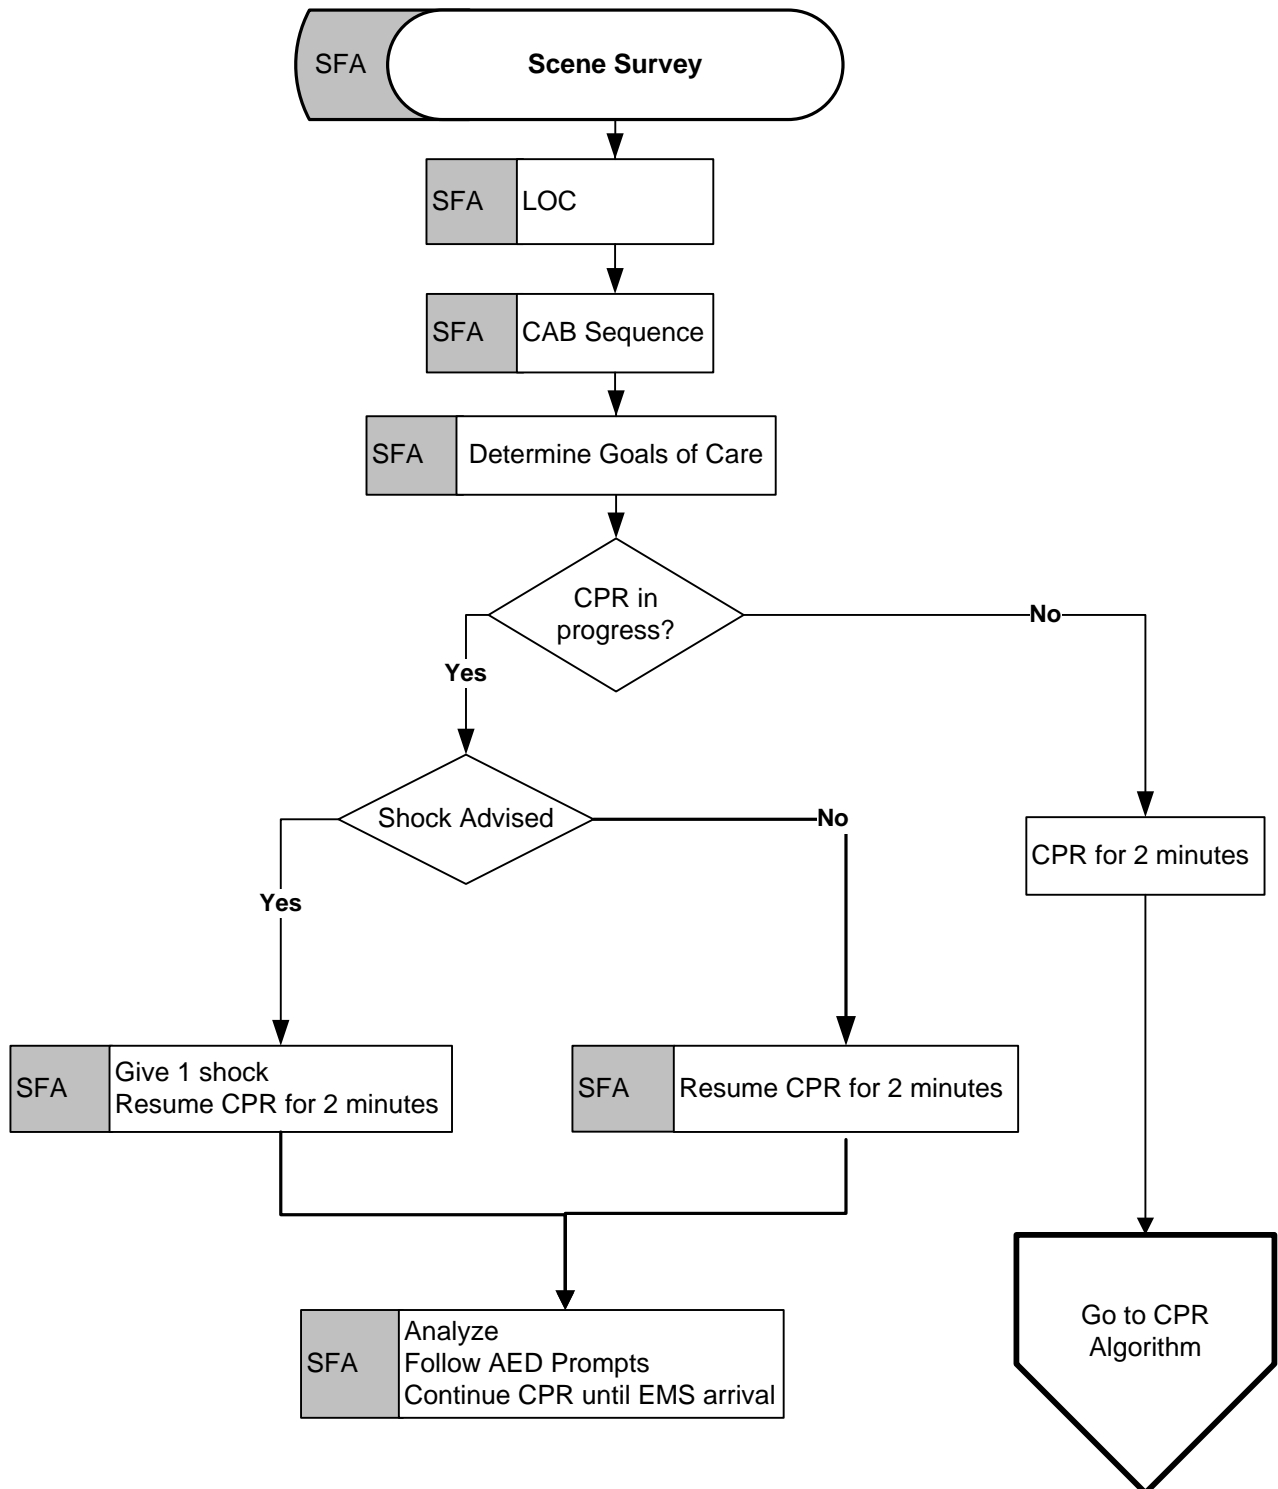 SFA
Scene Survey
SFA
LOC
SFA
CAB Sequence
SFA
Determine Goals of Care
CPR in
progress?
No
Yes
Shock Advised
No
CPR for 2 minutes
Yes
SFA
Give 1 shock
Resume CPR for 2 minutes
SFA
Resume CPR for 2 minutes
Go to CPR
Algorithm
SFA
Analyze
Follow AED Prompts
Continue CPR until EMS arrival